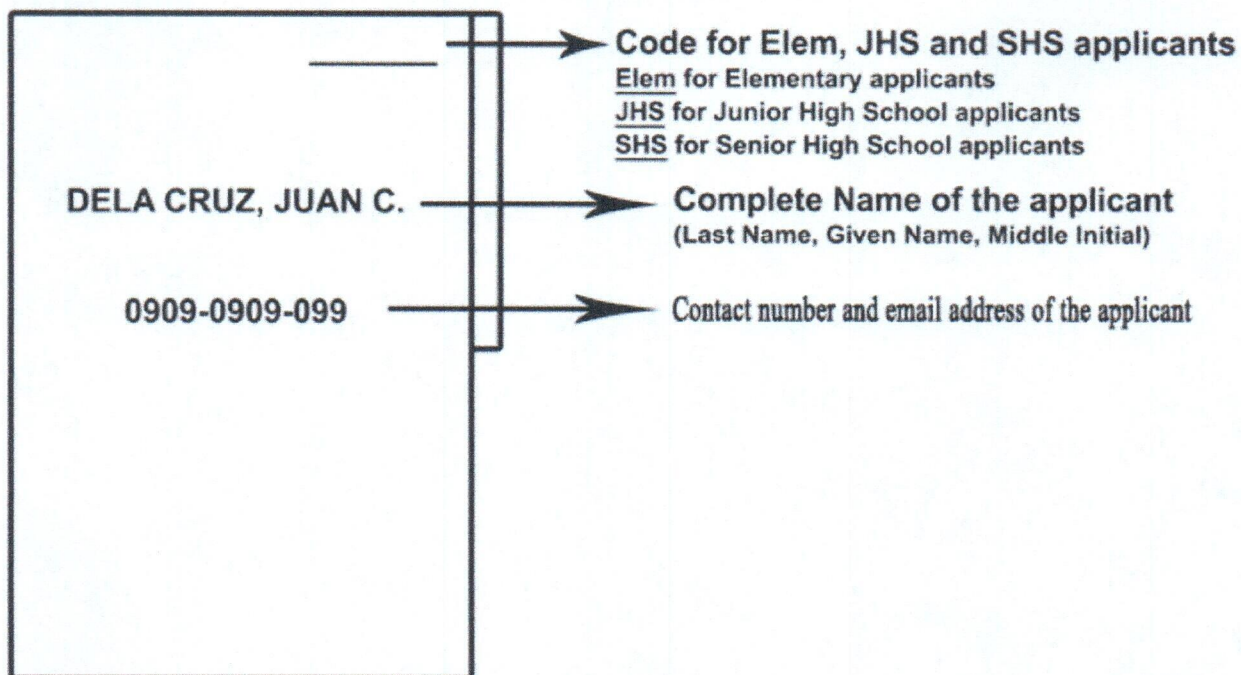 Code for Elem, JHS and SHS applicants
Elem for Elementary applicants
JHS for Junior High School applicants
SHS for Senior High School applicants
DELA CRUZ, JUAN C.
Complete Name of the applicant
(Last Name, Given Name, Middle Initial)
0909-0909-099
Contact number and email address of the applicant